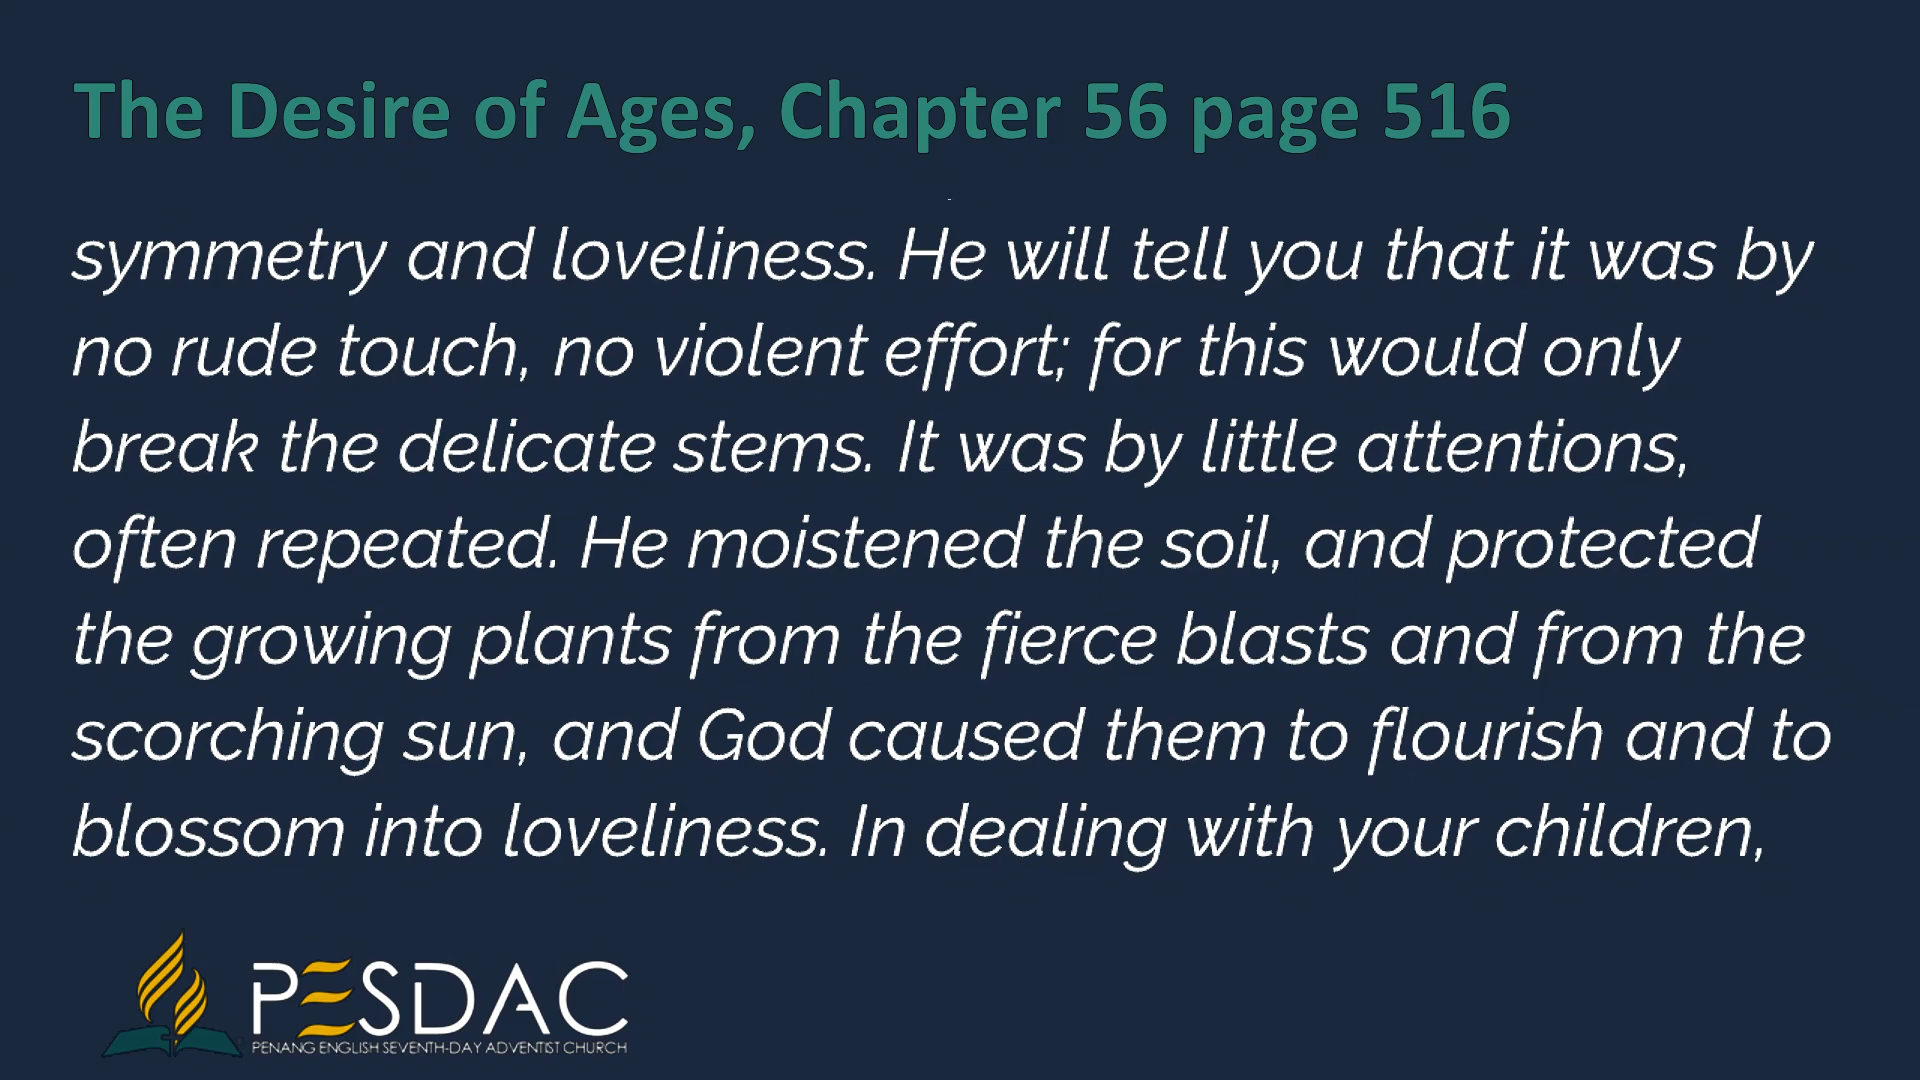 The Desire of Ages, Chapter 56 page 516
symmetry and loveliness. He will tell you that it was by
no rude touch, no violent effort; for this would only
break the delicate stems. It was by little attentions,
often repeated. He moistened the soil, and protected
the growing plants from the fierce blasts and from the
scorching sun, and God caused them to flourish and to
blossom into loveliness. In dealing with your children,
PESDAC
PENANG ENGLISH SEVENTH-DAY ADVENTIST CHURCH